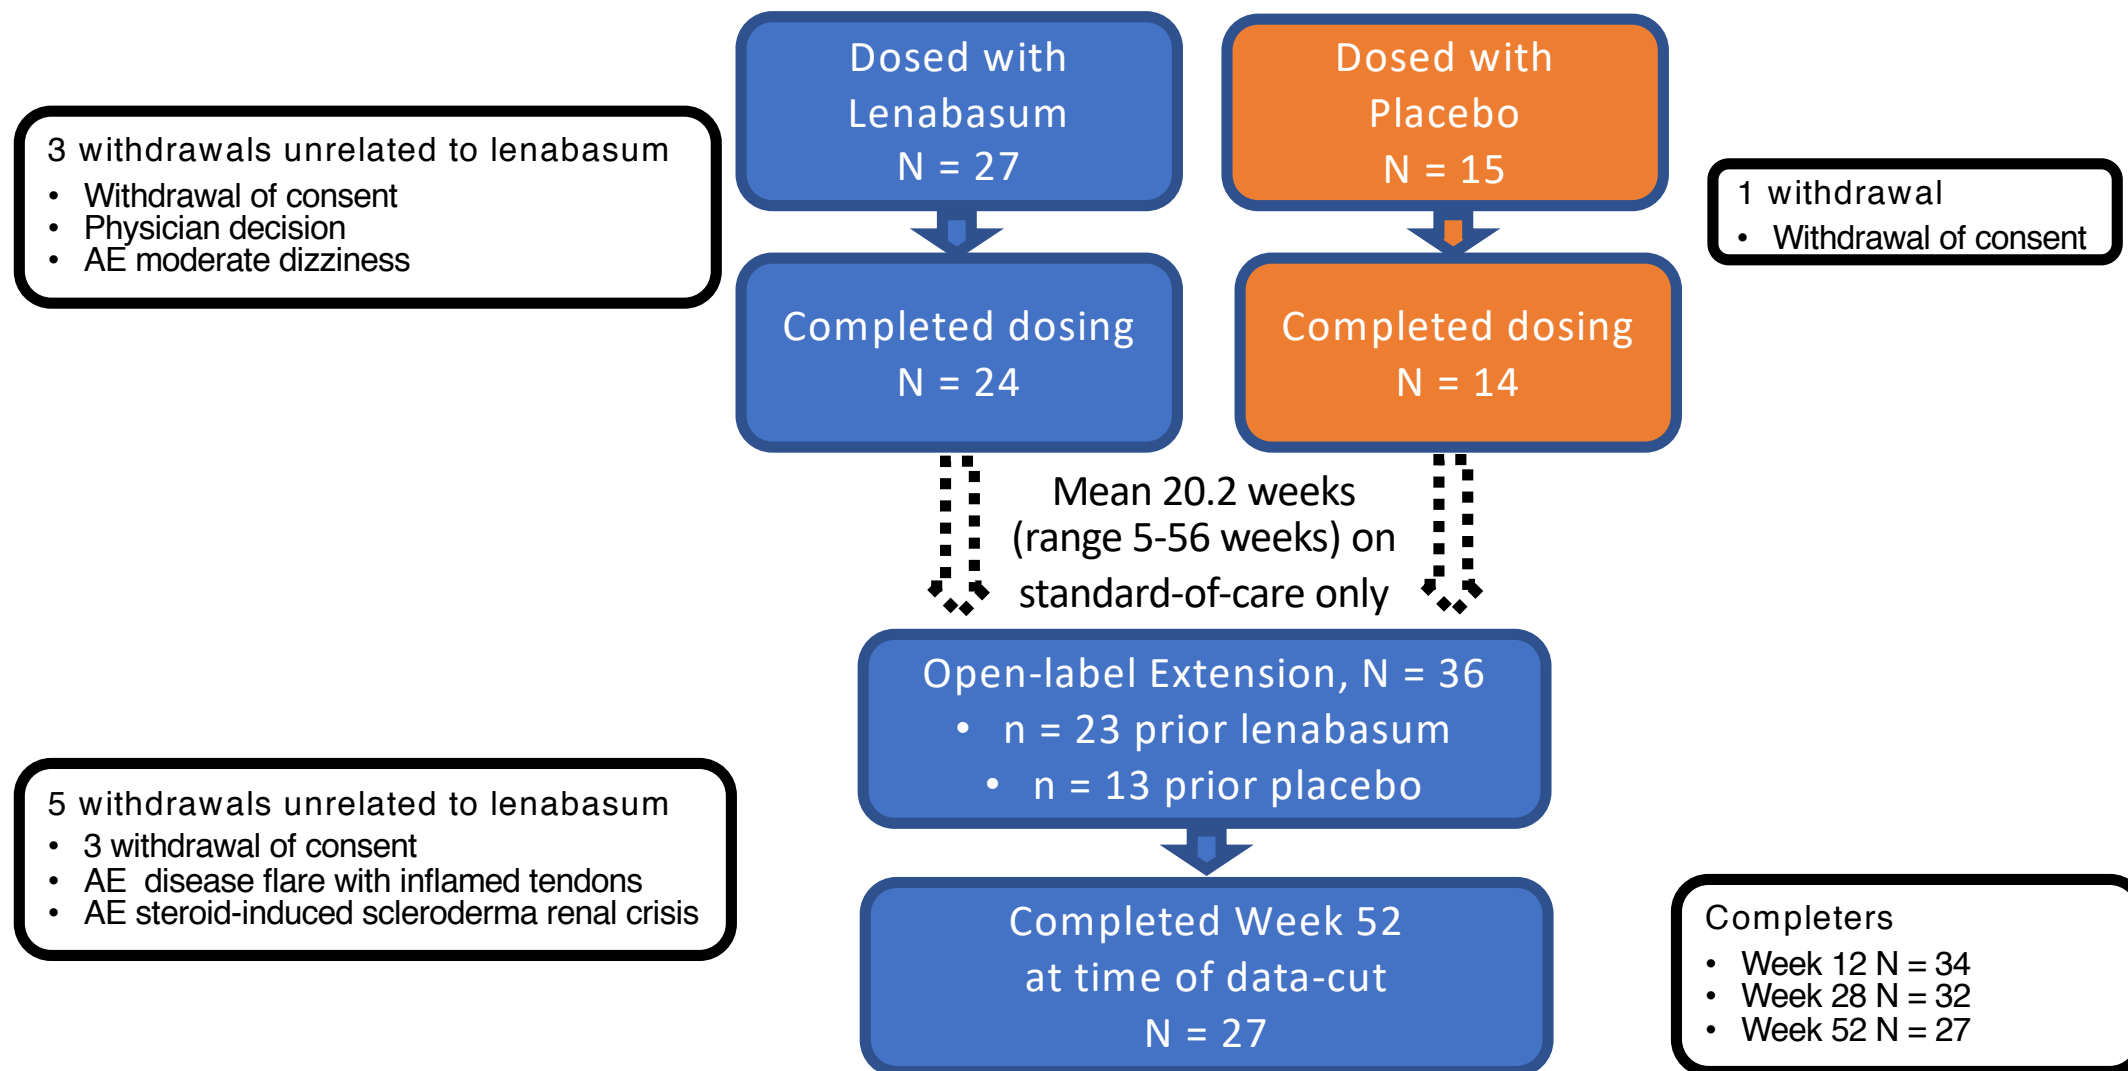 Dosed with
Lenabasum
N = 27
Dosed with
Placebo
N = 15
3 withdrawals unrelated to lenabasum
• Withdrawal of consent
• Physician decision
• AE moderate dizziness
1 withdrawal
• Withdrawal of consent
Completed dosing
N = 24
Completed dosing
N = 14
Mean 20.2 weeks
(range 5-56 weeks) on
standard-of-care only
Open-label Extension, N = 36
• n = 23 prior lenabasum
• n = 13 prior placebo
5 withdrawals unrelated to lenabasum
• 3 withdrawal of consent
• AE disease flare with inflamed tendons
• AE steroid-induced scleroderma renal crisis
Completed Week 52
at time of data-cut
N = 27
Completers
• Week 12 N = 34
• Week 28 N = 32
• Week 52 N = 27